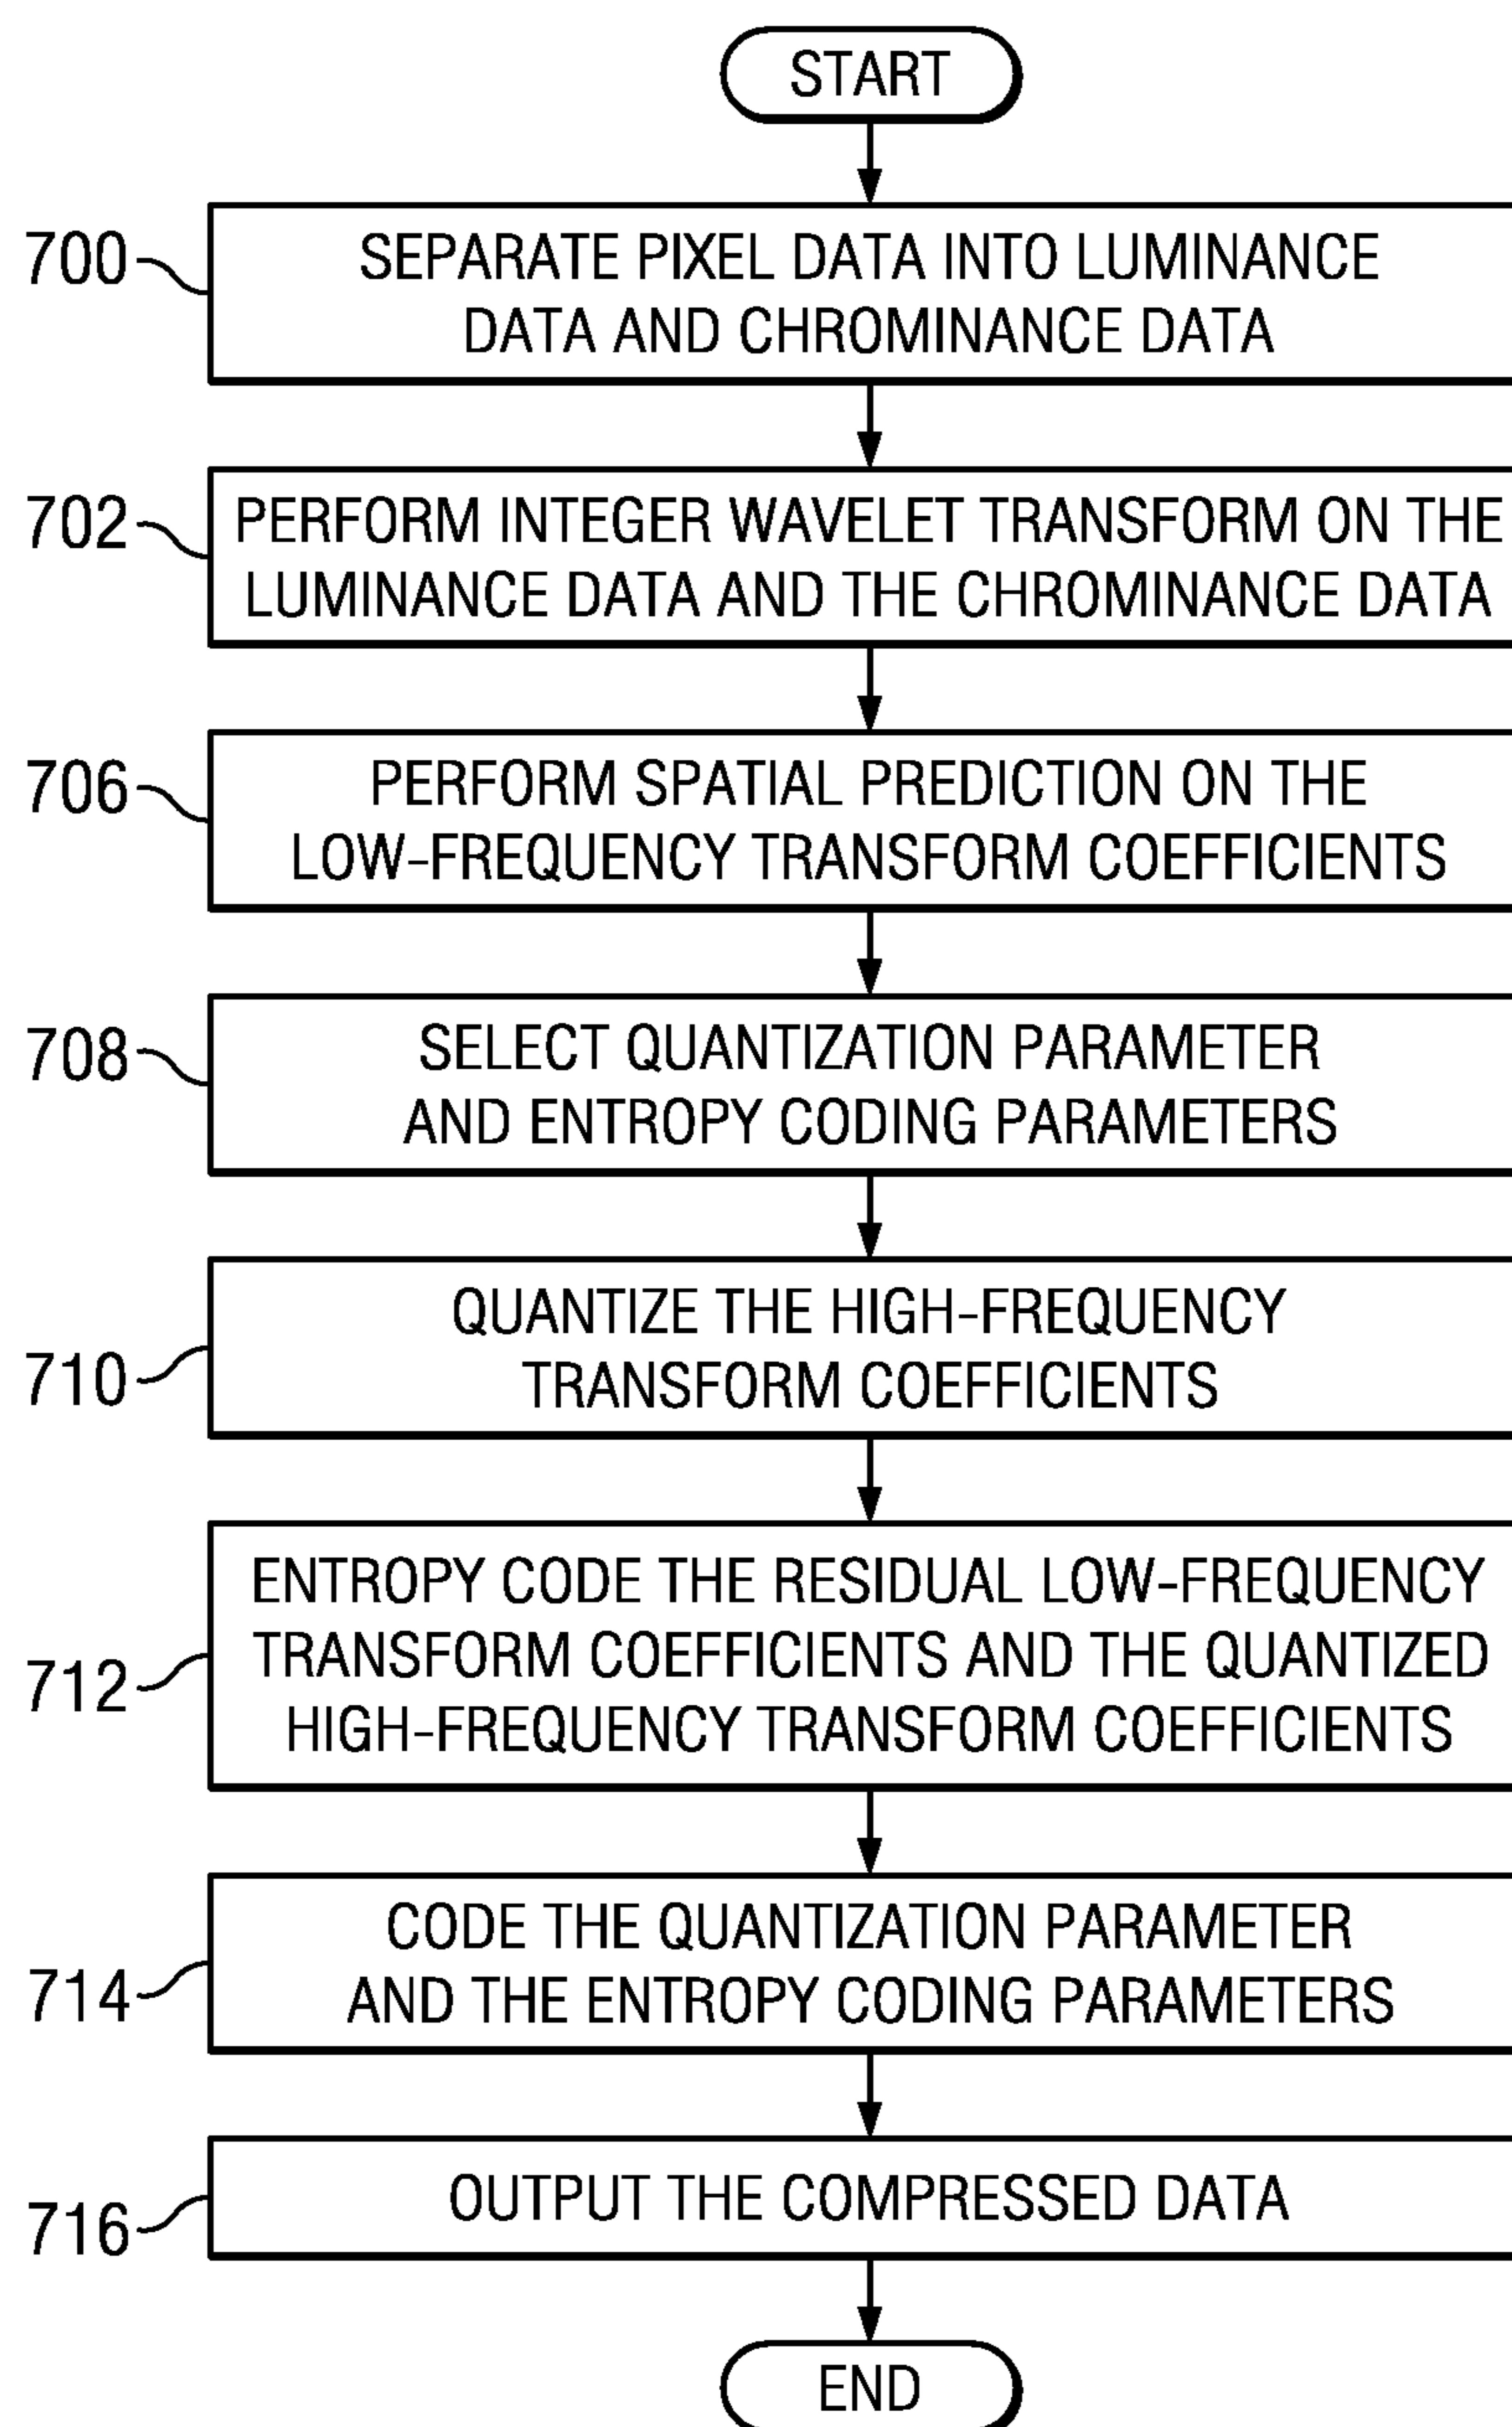 START
700
SEPARATE PIXEL DATA INTO LUMINANCE
DATA AND CHROMINANCE DATA
702
PERFORM INTEGER WAVELET TRANSFORM ON THE
LUMINANCE DATA AND THE CHROMINANCE DATA
706
PERFORM SPATIAL PREDICTION ON THE
LOW-FREQUENCY TRANSFORM COEFFICIENTS
708
SELECT QUANTIZATION PARAMETER
AND ENTROPY CODING PARAMETERS
710
QUANTIZE THE HIGH-FREQUENCY
TRANSFORM COEFFICIENTS
712
ENTROPY CODE THE RESIDUAL LOW-FREQUENCY
TRANSFORM COEFFICIENTS AND THE QUANTIZED
HIGH-FREQUENCY TRANSFORM COEFFICIENTS
714
CODE THE QUANTIZATION PARAMETER
AND THE ENTROPY CODING PARAMETERS
716
OUTPUT THE COMPRESSED DATA
END